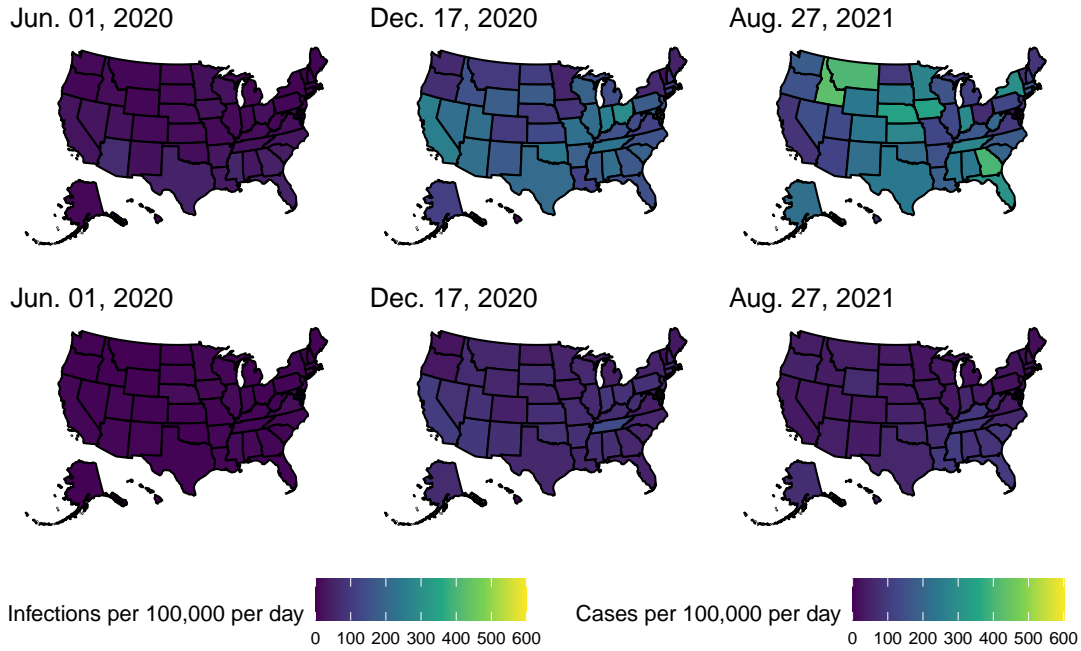 Jun. 01, 2020 Dec. 17, 2020 Aug. 27, 2021
Jun. 01, 2020 Dec. 17, 2020 Aug. 27, 2021
Infections per 100,000 per day Cases per 100,000 per day
0 100 200 300 400 500 600 0 100 200 300 400 500 600